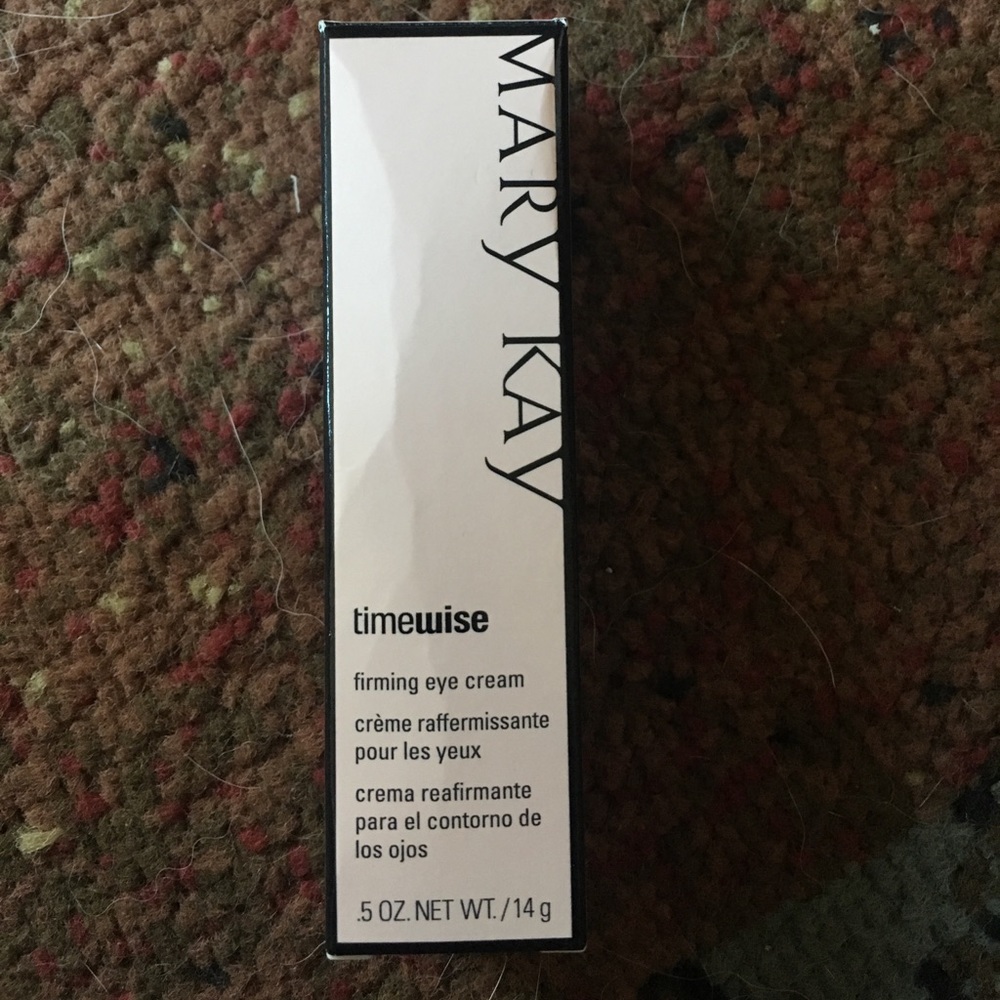 MARY KAY
timewise
firming eye cream
crème raffermissante
pour les yeux
crema reafirmante
para el contorno de
los ojos
.5 OZ. NET WT. / 14 g